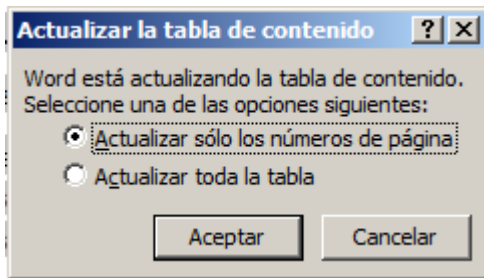 Actualizar la tabla de contenido
Word está actualizando la tabla de contenido.
Seleccione una de las opciones siguientes:
Actualizar sólo los números de página
Actualizar toda la tabla
Aceptar Cancelar